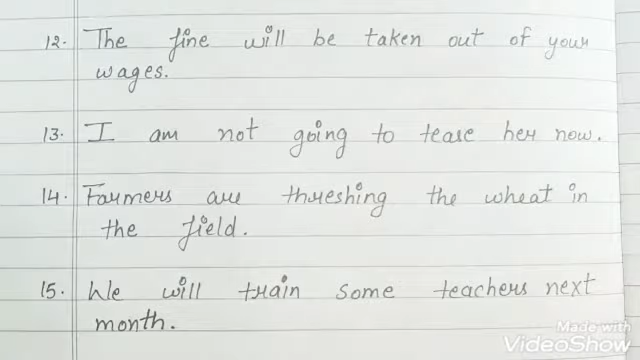 12. The fine will be taken out of your
wages.
13. I am not going to tease her now.
14. Farmers are threshing the wheat in
the field.
15. We will train some teachers next
month.
Made with
VideoShow